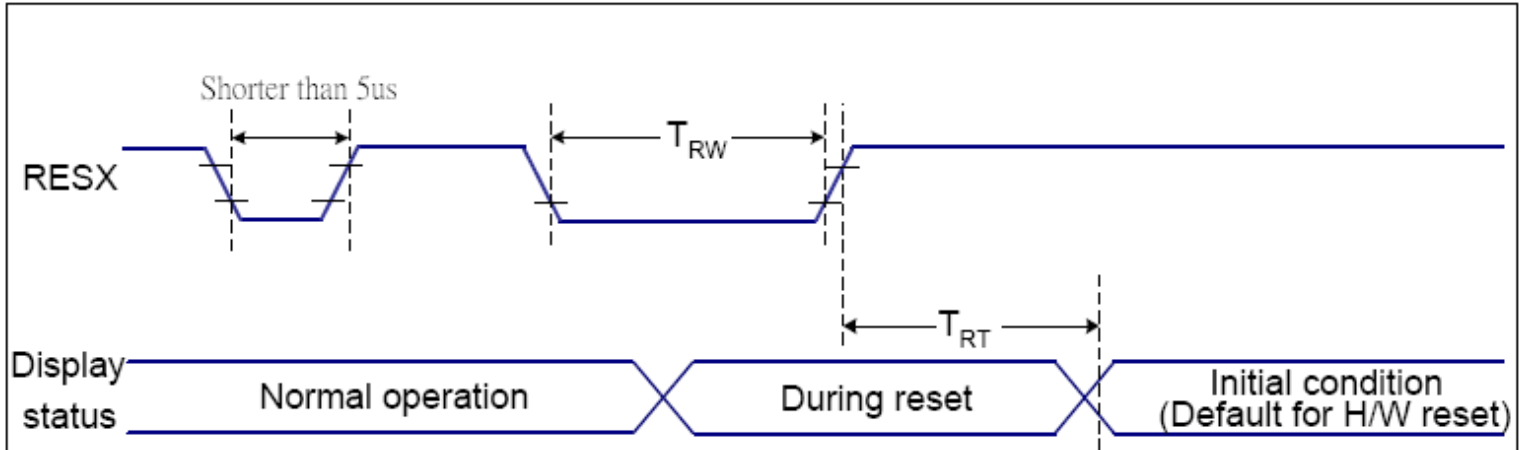 Shorter than 5us
RESX
TRW
TRT
Display
status
Normal operation
During reset
Initial condition
(Default for H/W reset)